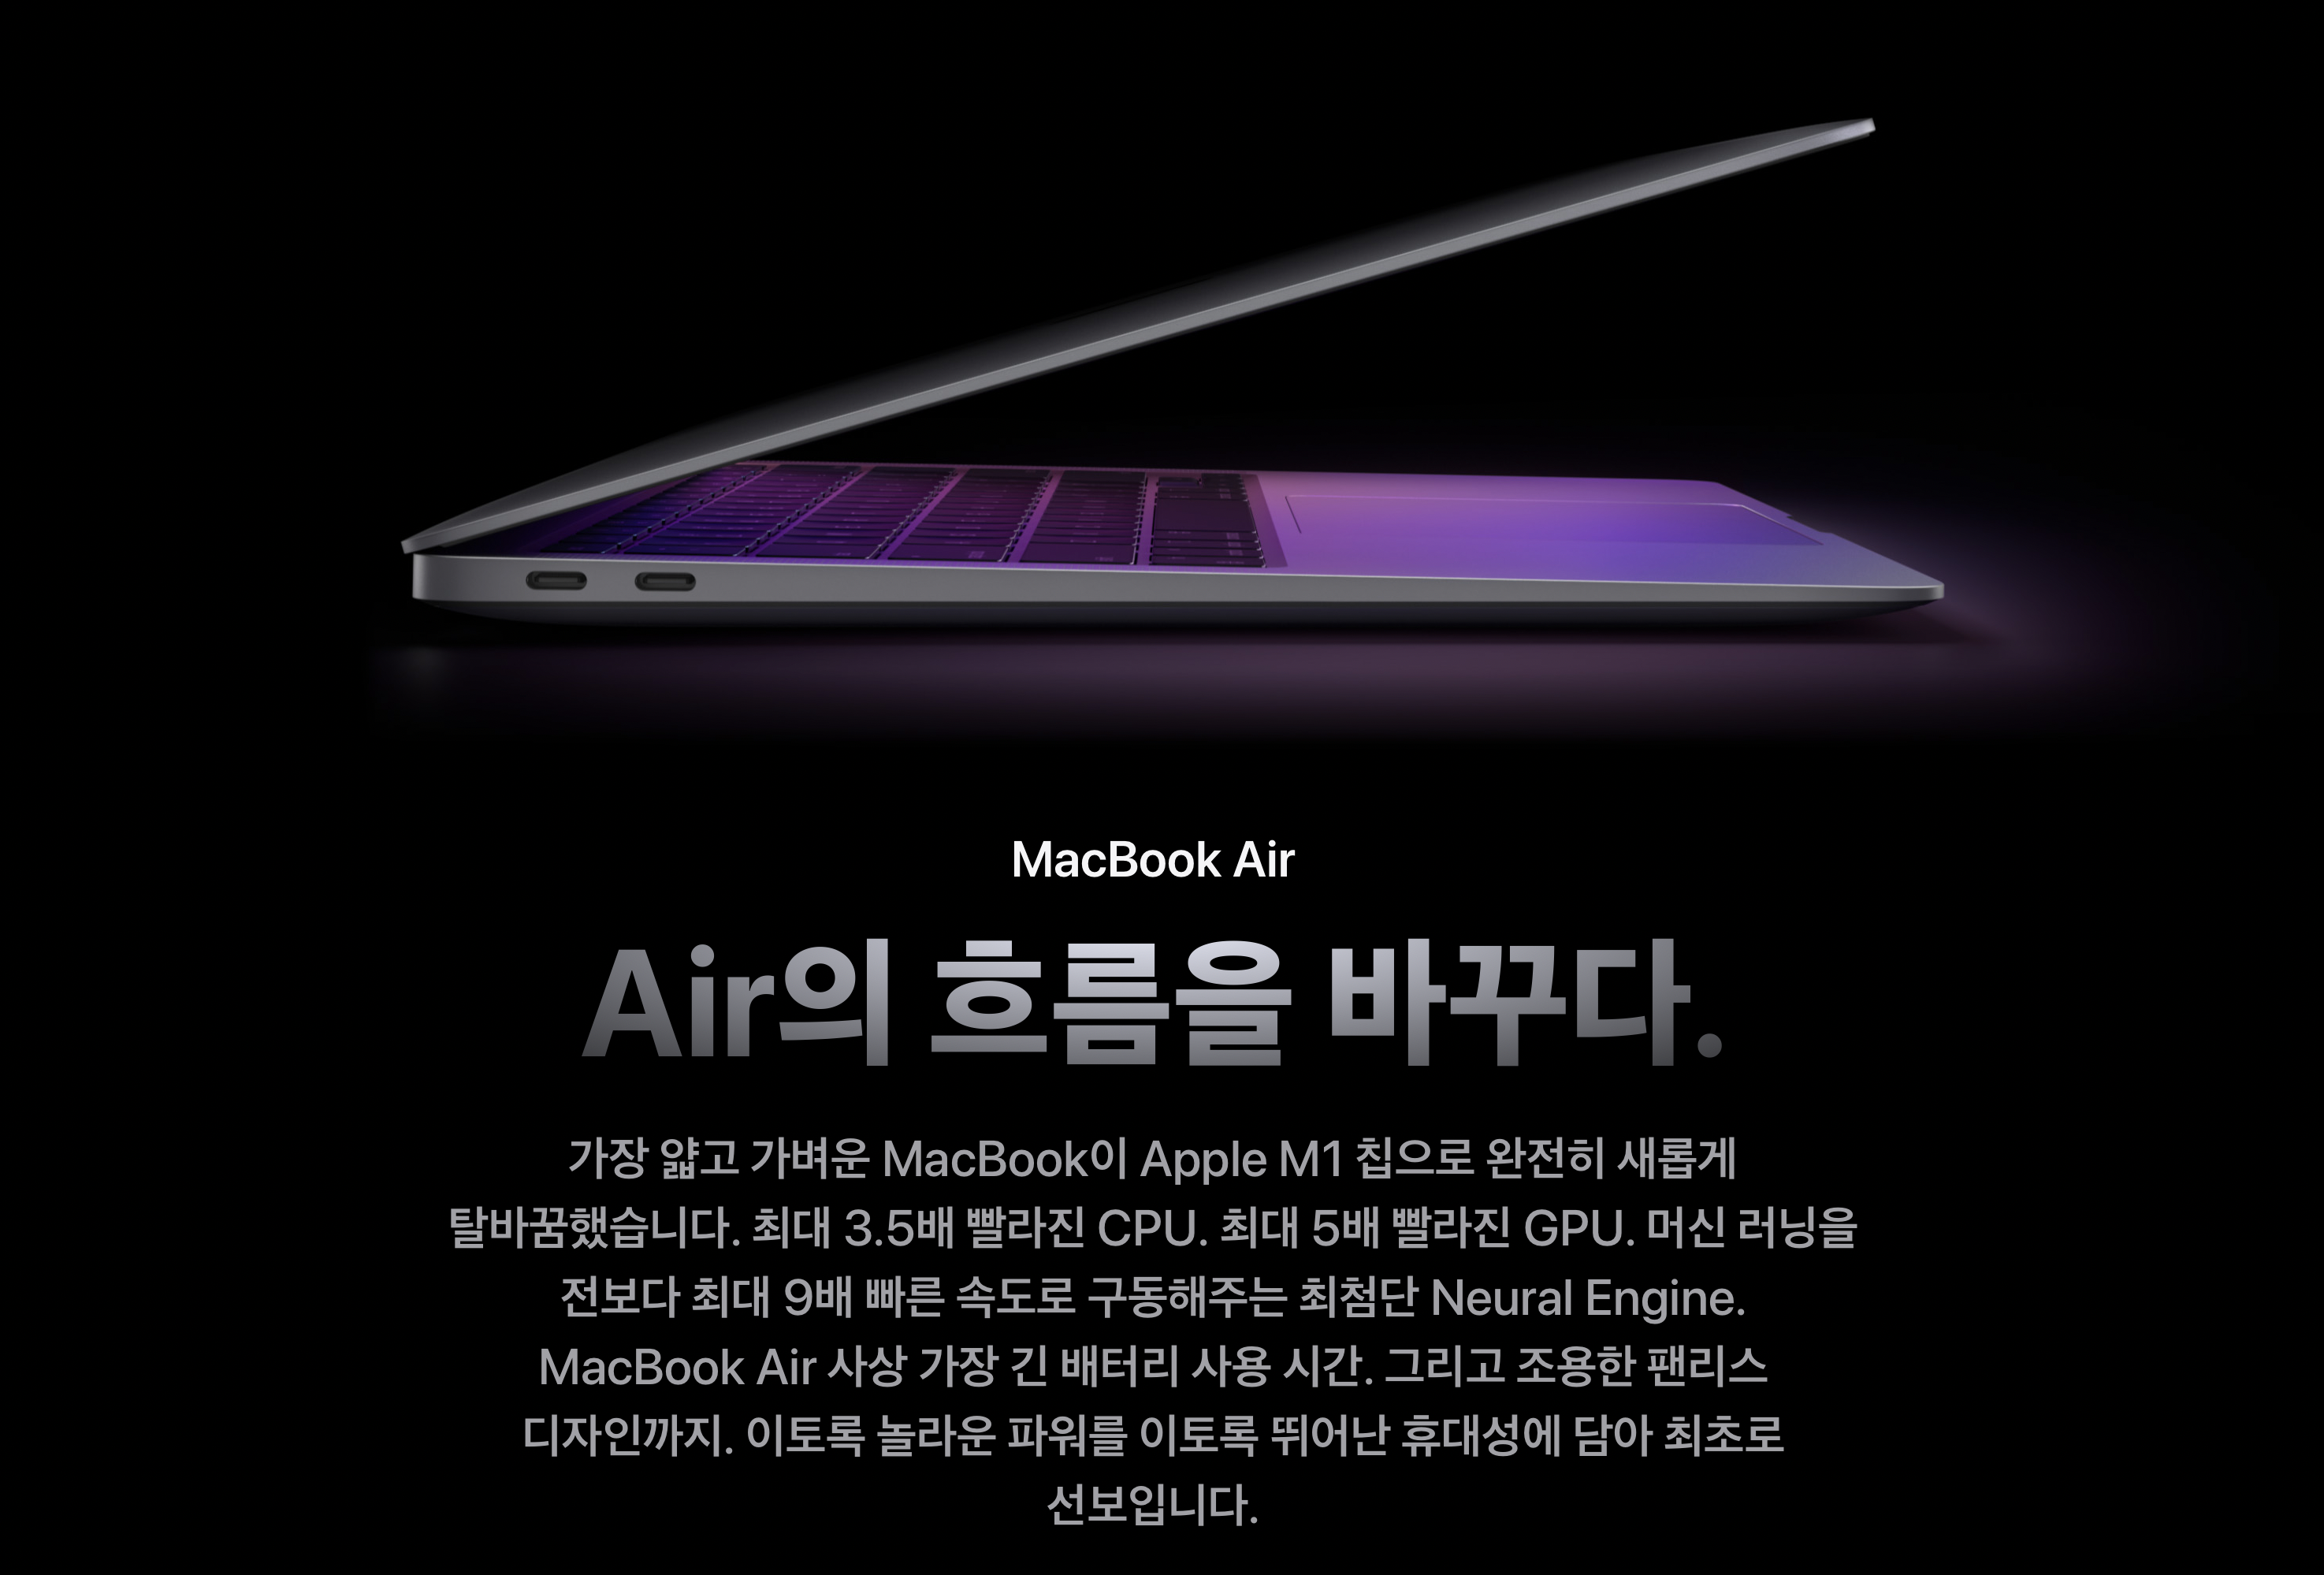 MacBook Air
Air의 흐름을 바꾸다.
가장 얇고 가벼운 MacBook이 Apple M1 칩으로 완전히 새롭게
탈바꿈했습니다. 최대 3.5배 빨라진 CPU. 최대 5배 빨라진 GPU. 머신 러닝을
전보다 최대 9배 빠른 속도로 구동해주는 최첨단 Neural Engine.
MacBook Air 사상 가장 긴 배터리 사용 시간. 그리고 조용한 팬리스
디자인까지. 이토록 놀라운 파워를 이토록 뛰어난 휴대성에 담아 최초로
선보입니다.